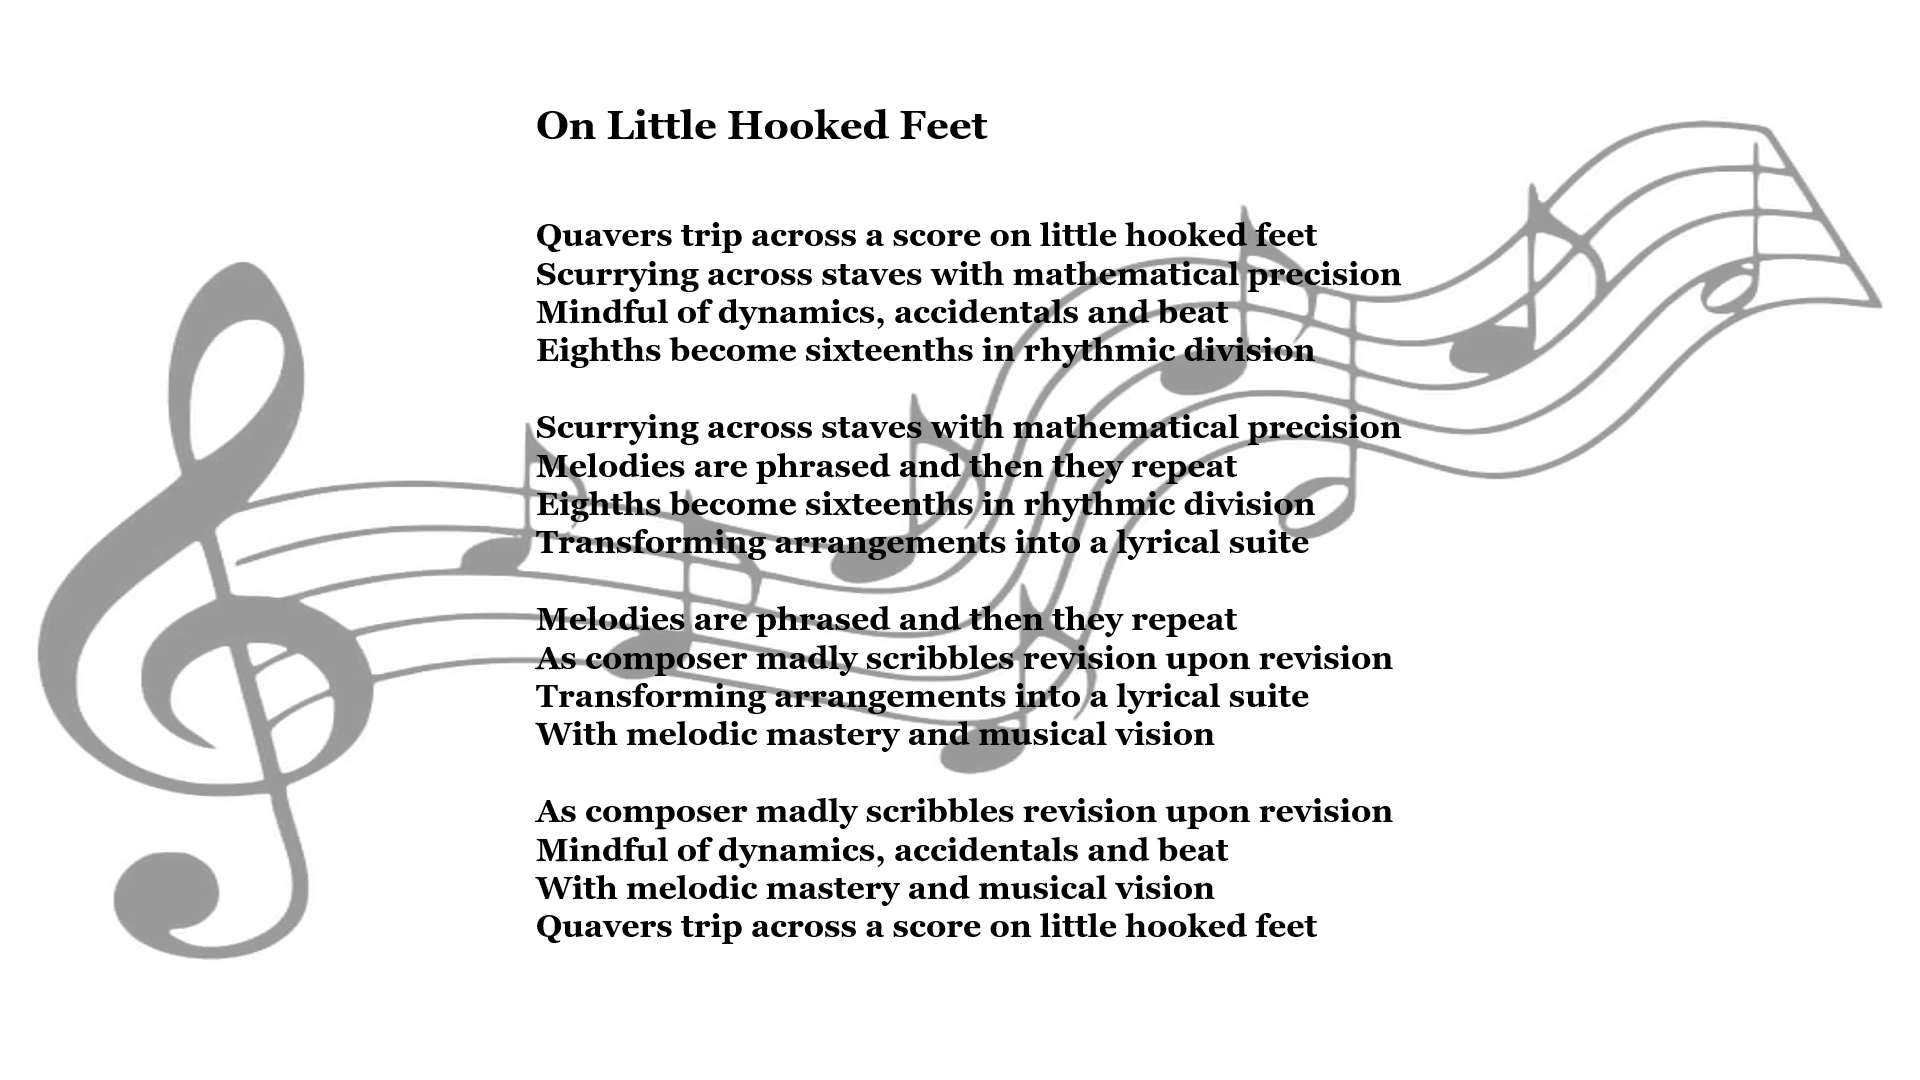 On Little Hooked Feet
Quavers trip across a score on little hooked feet
Scurrying across staves with mathematical precision
Mindful of dynamics, accidentals and beat
Eighths become sixteenths in rhythmic division
Scurrying across staves with mathematical precision
Melodies are phrased and then they repeat
Eighths become sixteenths in rhythmic division
Transforming arrangements into a lyrical suite
Melodies are phrased and then they repeat
As composer madly scribbles revision upon revision
Transforming arrangements into a lyrical suite
With melodic mastery and musical vision
As composer madly scribbles revision upon revision
Mindful of dynamics, accidentals and beat
With melodic mastery and musical vision
Quavers trip across a score on little hooked feet